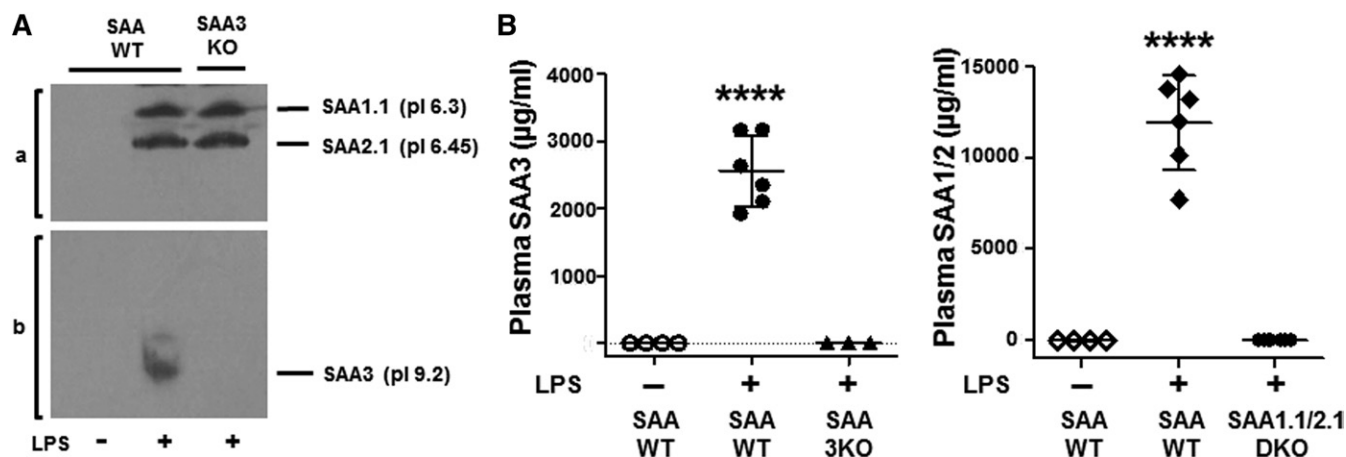 A
SAA
WT
SAA3
KO
a
SAA1.1 (pI 6.3)
SAA2.1 (pI 6.45)
b
SAA3 (pI 9.2)
LPS - + +
B
Plasma SAA3 (µg/ml)
4000
3000
2000
1000
****
LPS − + +
SAA
WT
SAA
WT
SAA
3KO
Plasma SAA1/2 (µg/ml)
15000
10000
5000
0
****
LPS − + +
SAA
WT
SAA
WT
SAA1.1/2.1
DKO